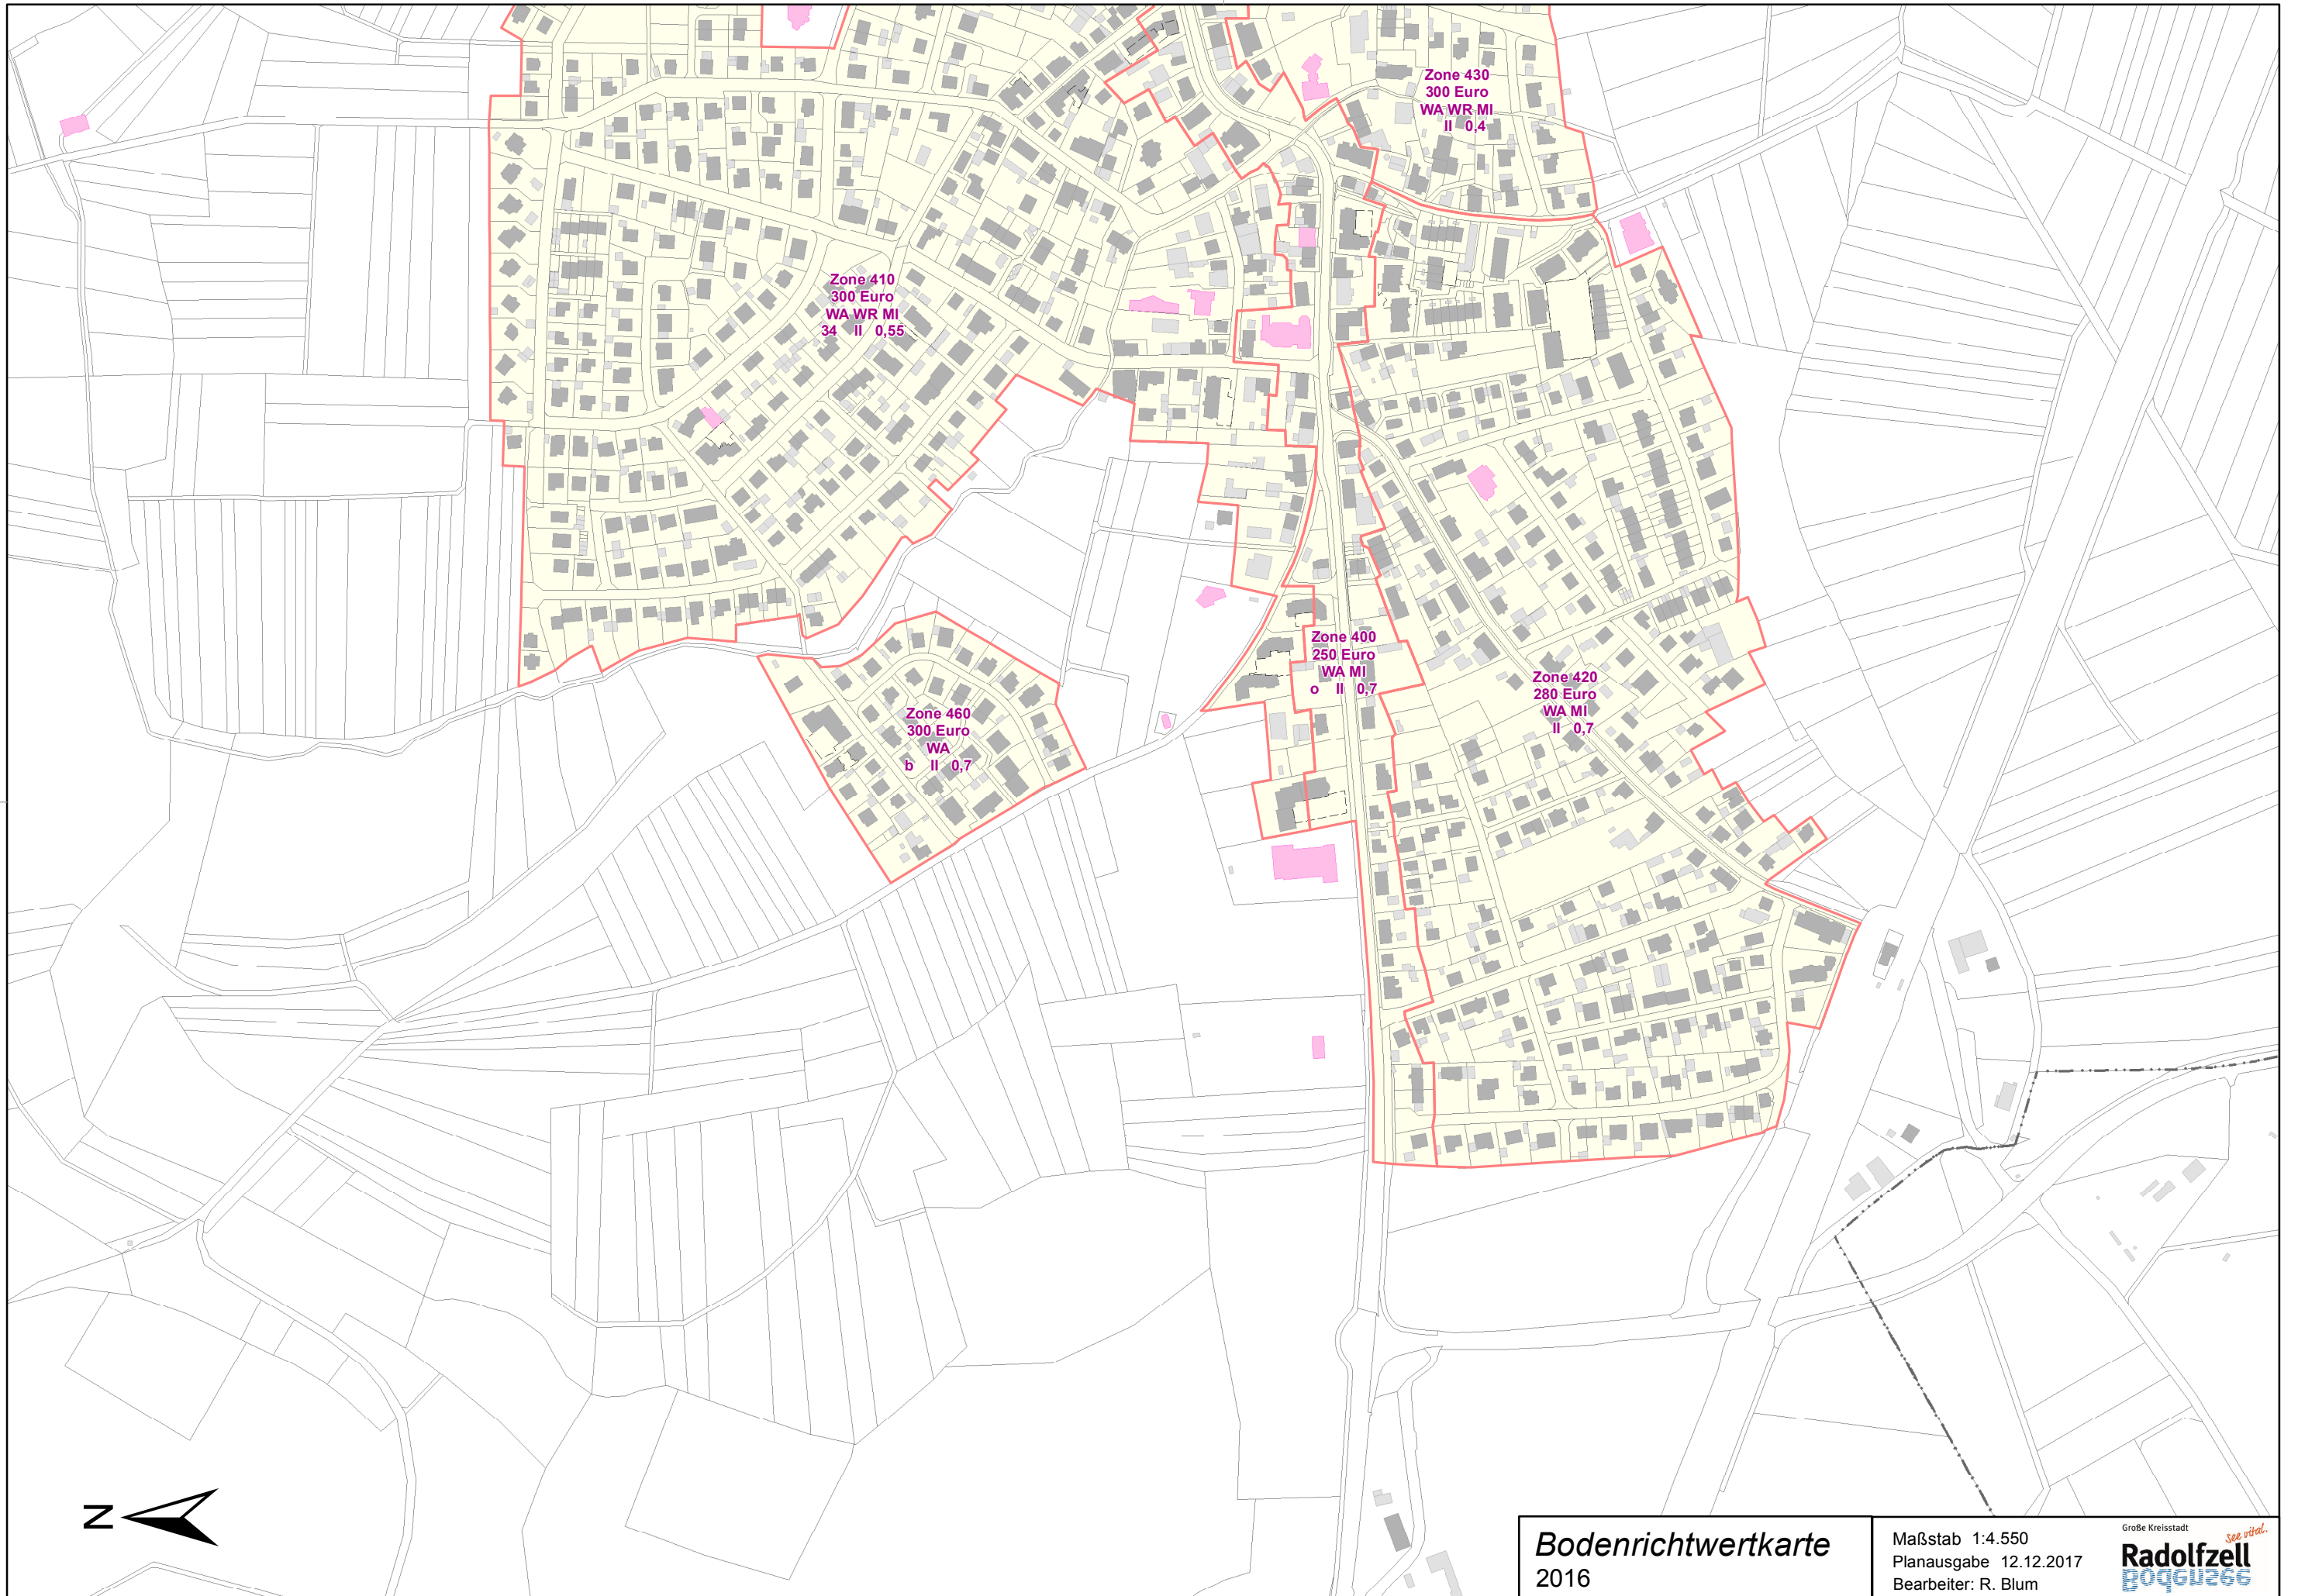 Zone 430
300 Euro
WA WR MI
II 0,4
Zone 410
300 Euro
WA WR MI
34 II 0,55
Zone 400
250 Euro
WA MI
o II 0,7
Zone 420
280 Euro
WA MI
II 0,7
Zone 460
300 Euro
WA
b II 0,7
N
Bodenrichtwertkarte
2016
Maßstab 1:4.550
Planausgabe 12.12.2017
Bearbeiter: R. Blum
Große Kreisstadt
See vital.
Radolfzell
Bodensee